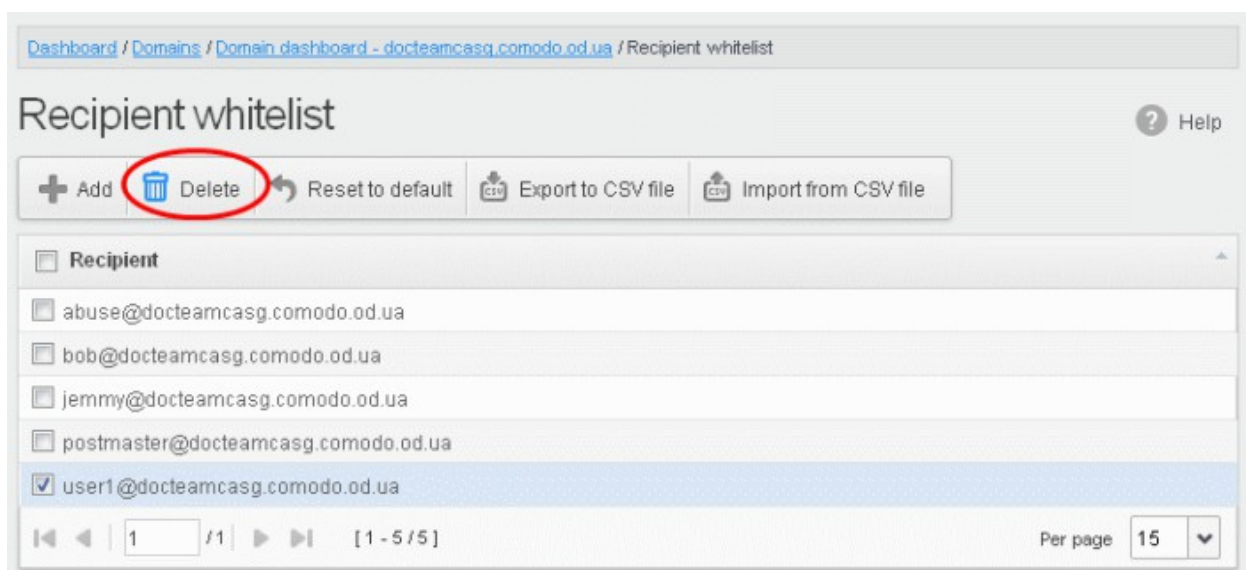 Dashboard / Domains / Domain dashboard - docteamcasg.comodo.od.ua / Recipient whitelist
Recipient whitelist
Help
Add Delete Reset to default Export to CSV file Import from CSV file
Recipient
abuse@docteamcasg.comodo.od.ua
bob@docteamcasg.comodo.od.ua
jemmy@docteamcasg.comodo.od.ua
postmaster@docteamcasg.comodo.od.ua
user1@docteamcasg.comodo.od.ua
1 /1 [1 - 5 / 5] Per page 15